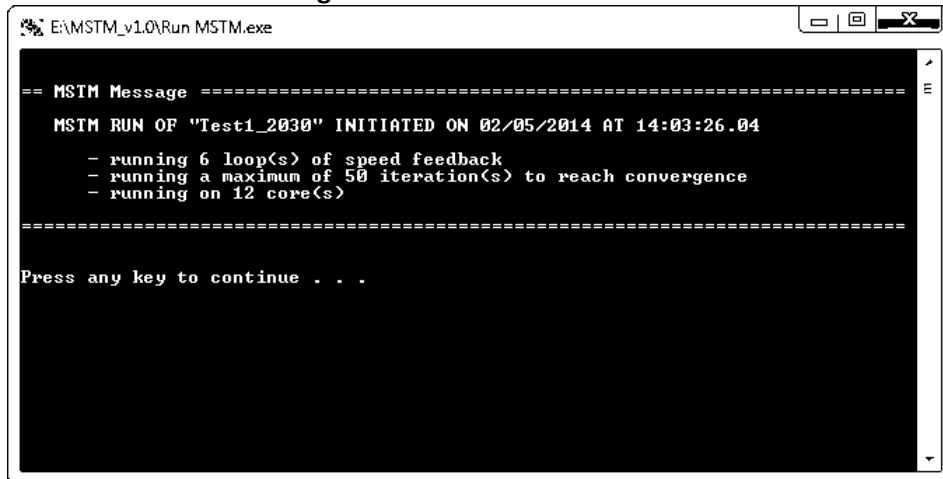 E:\MSTM_v1.0\Run MSTM.exe
== MSTM Message ===============================================================
MSTM RUN OF "Test1_2030" INITIATED ON 02/05/2014 AT 14:03:26.04
- running 6 loop(s) of speed feedback
- running a maximum of 50 iteration(s) to reach convergence
- running on 12 core(s)
===============================================================================
Press any key to continue . . .